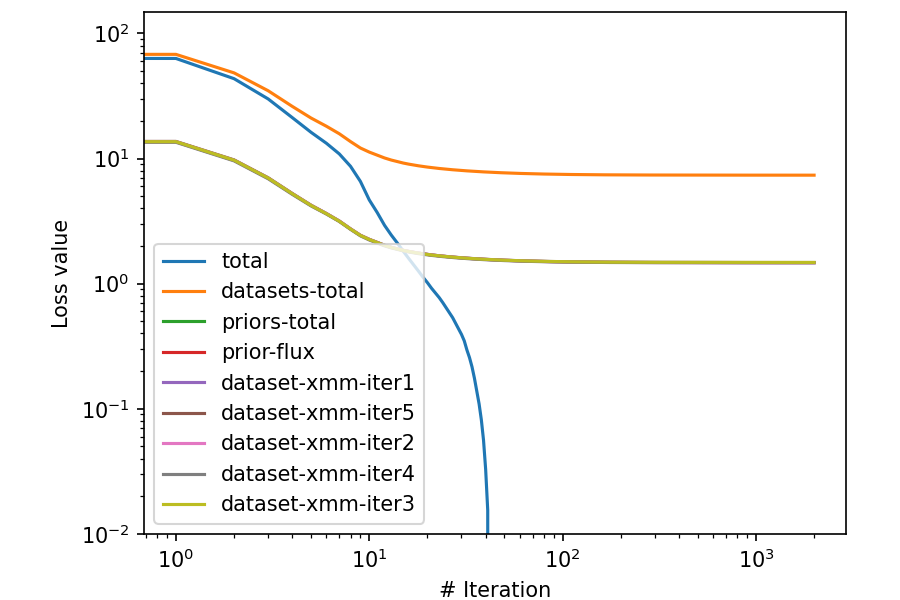 10²
10¹
10⁰
10⁻¹
10⁻²
Loss value
total
datasets-total
priors-total
prior-flux
dataset-xmm-iter1
dataset-xmm-iter5
dataset-xmm-iter2
dataset-xmm-iter4
dataset-xmm-iter3
10⁰ 10¹ 10² 10³
# Iteration